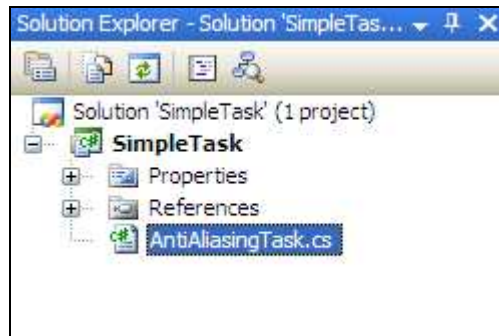 Solution Explorer - Solution 'SimpleTas...
Solution 'SimpleTask' (1 project)
SimpleTask
Properties
References
AntiAliasingTask.cs